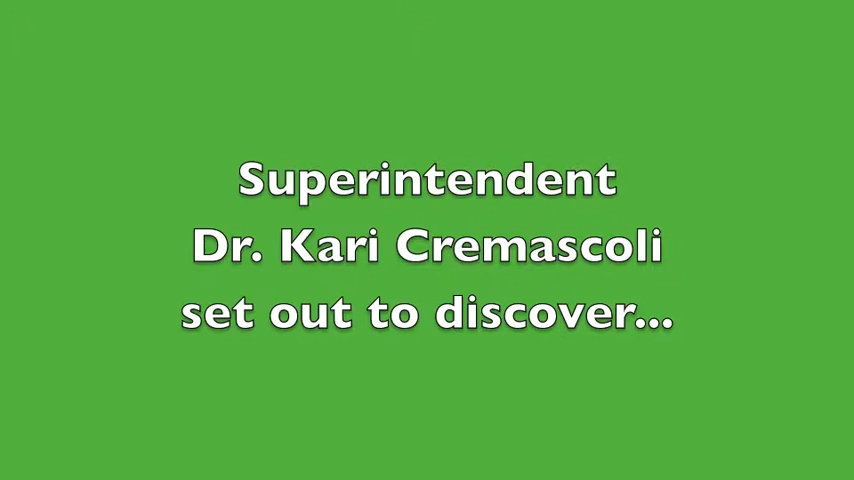 Superintendent
Dr. Kari Cremascoli
set out to discover...